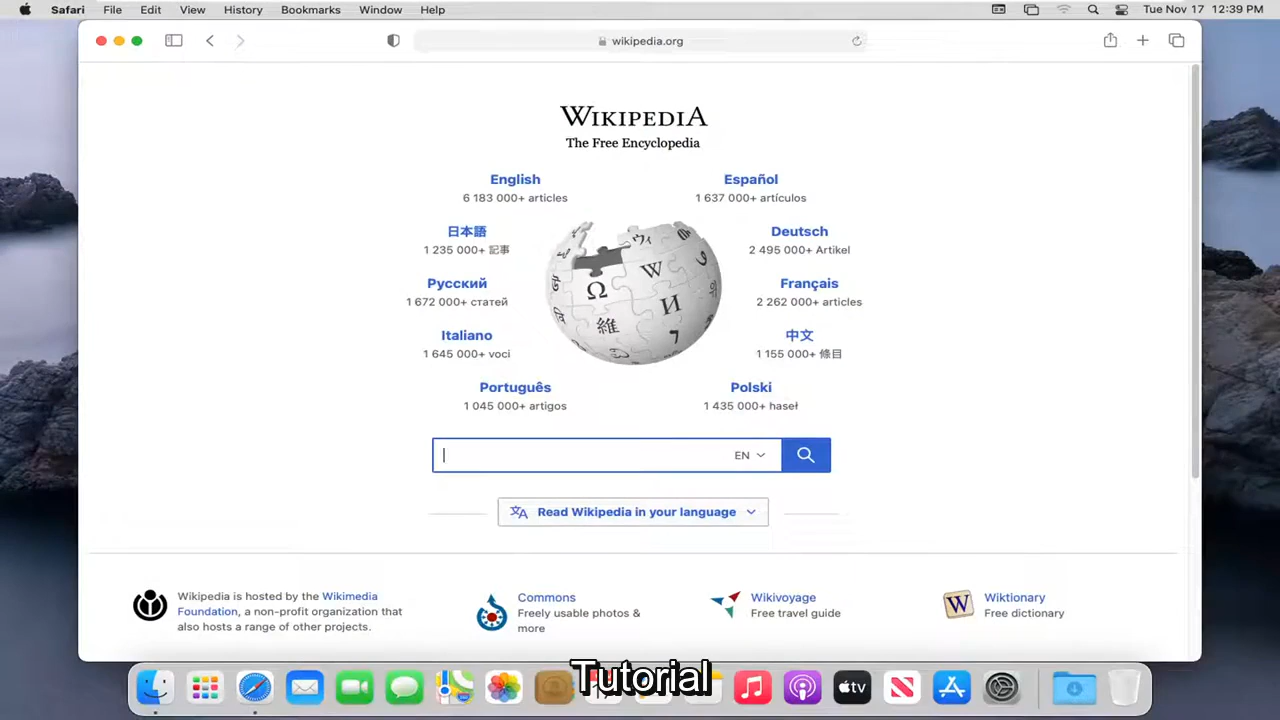 Safari File Edit View History Bookmarks Window Help Tue Nov 17 12:39 PM
wikipedia.org
WIKIPEDIA
The Free Encyclopedia
English
6 183 000+ articles
Español
1 637 000+ artículos
日本語
1 235 000+ 記事
Deutsch
2 495 000+ Artikel
Русский
1 672 000+ статей
Français
2 262 000+ articles
Italiano
1 645 000+ voci
中文
1 155 000+ 條目
Português
1 045 000+ artigos
Polski
1 435 000+ haseł
Ω
W
И
維
EN
Read Wikipedia in your language
Wikipedia is hosted by the Wikimedia
Foundation, a non-profit organization that
also hosts a range of other projects.
Commons
Freely usable photos &
more
Wikivoyage
Free travel guide
W
Wiktionary
Free dictionary
Tutorial
tv